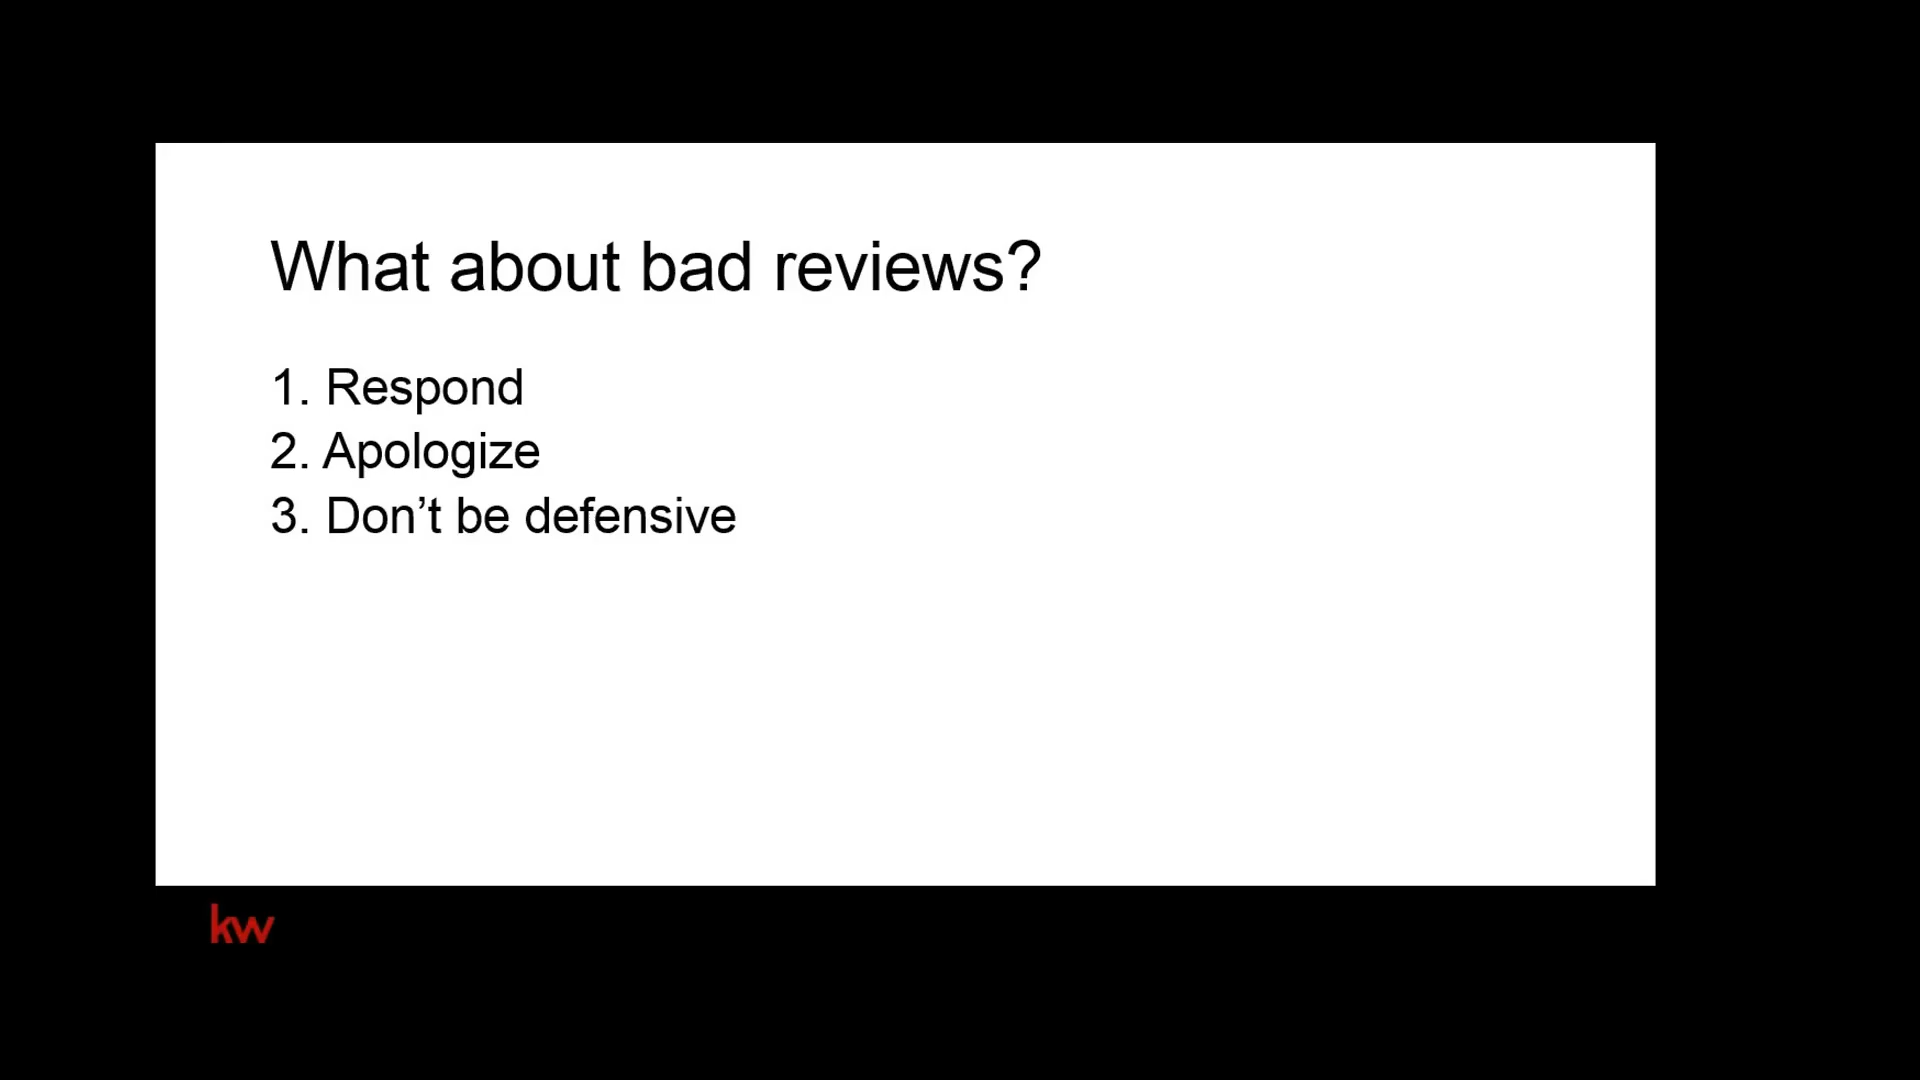 What about bad reviews?
1. Respond
2. Apologize
3. Don’t be defensive
kw